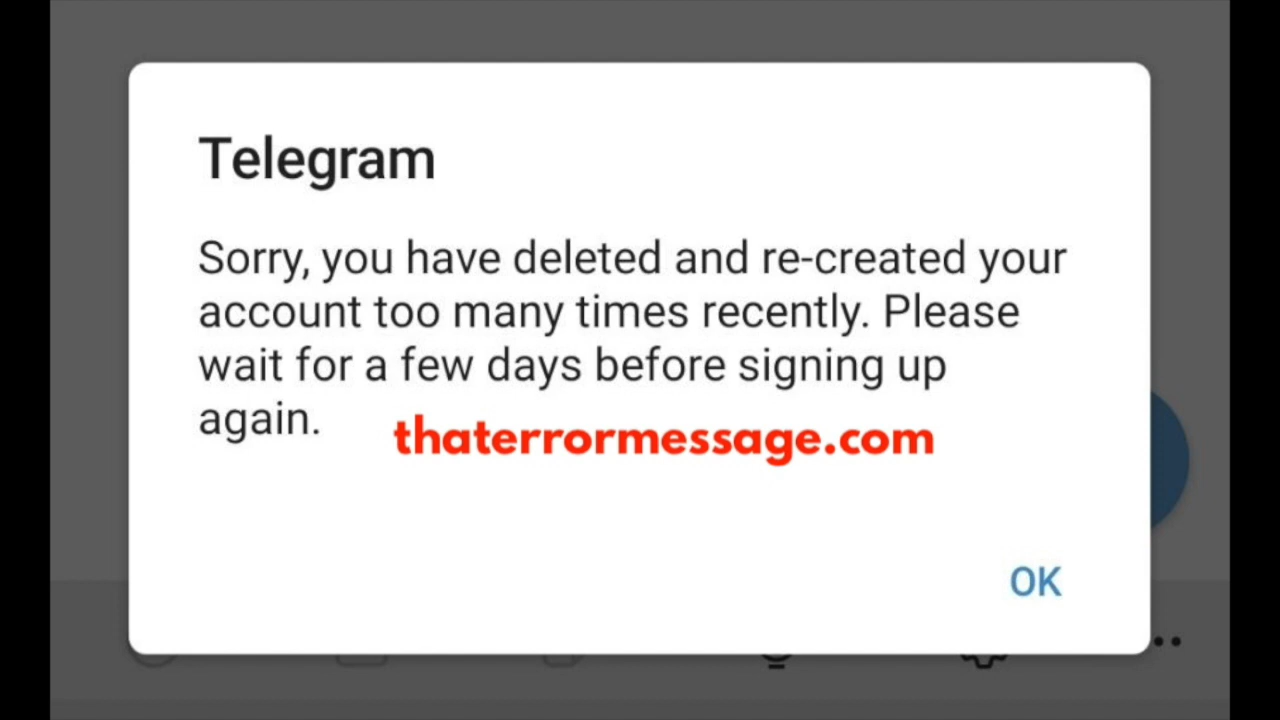 Telegram
Sorry, you have deleted and re-created your
account too many times recently. Please
wait for a few days before signing up
again.
thaterrormessage.com
OK